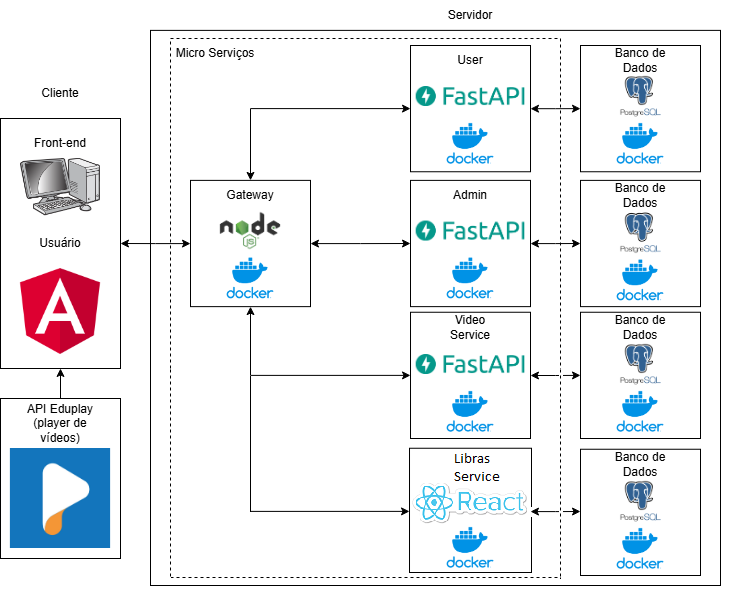 Servidor
Cliente
Front-end
Usuário
A
API Eduplay
(player de
vídeos)
Micro Serviços
Gateway
node
JS
docker
User
FastAPI
docker
Banco de
Dados
PostgreSQL
docker
Admin
FastAPI
docker
Banco de
Dados
PostgreSQL
docker
Video
Service
FastAPI
docker
Banco de
Dados
PostgreSQL
docker
Libras
Service
React
docker
Banco de
Dados
PostgreSQL
docker